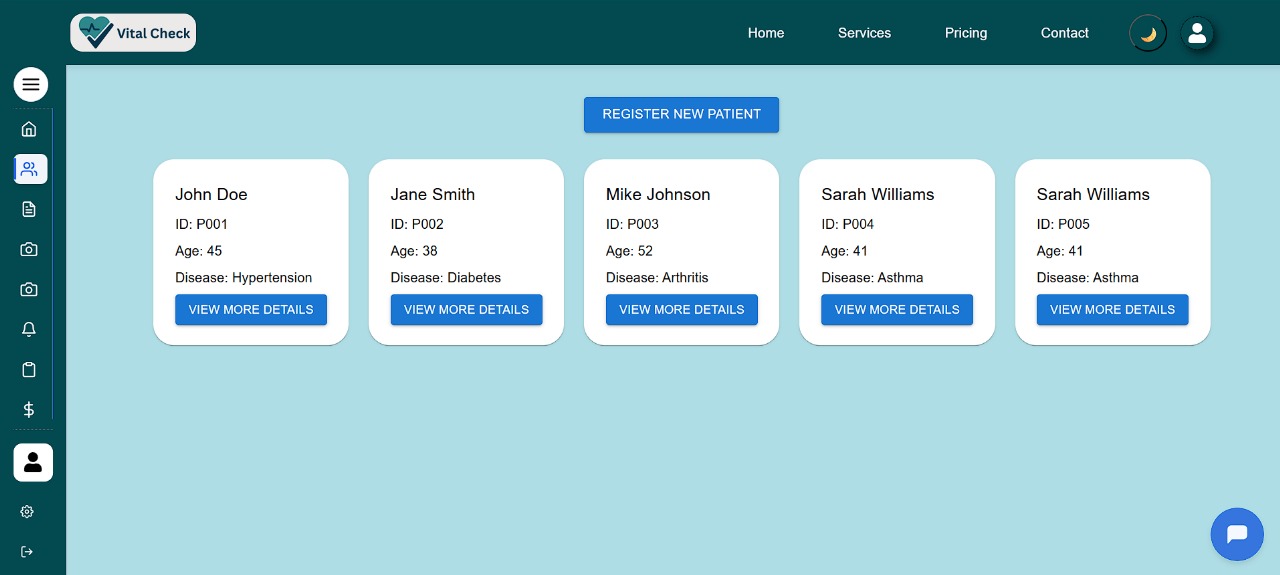 Vital Check
Home
Services
Pricing
Contact
REGISTER NEW PATIENT
John Doe
ID: P001
Age: 45
Disease: Hypertension
VIEW MORE DETAILS
Jane Smith
ID: P002
Age: 38
Disease: Diabetes
VIEW MORE DETAILS
Mike Johnson
ID: P003
Age: 52
Disease: Arthritis
VIEW MORE DETAILS
Sarah Williams
ID: P004
Age: 41
Disease: Asthma
VIEW MORE DETAILS
Sarah Williams
ID: P005
Age: 41
Disease: Asthma
VIEW MORE DETAILS